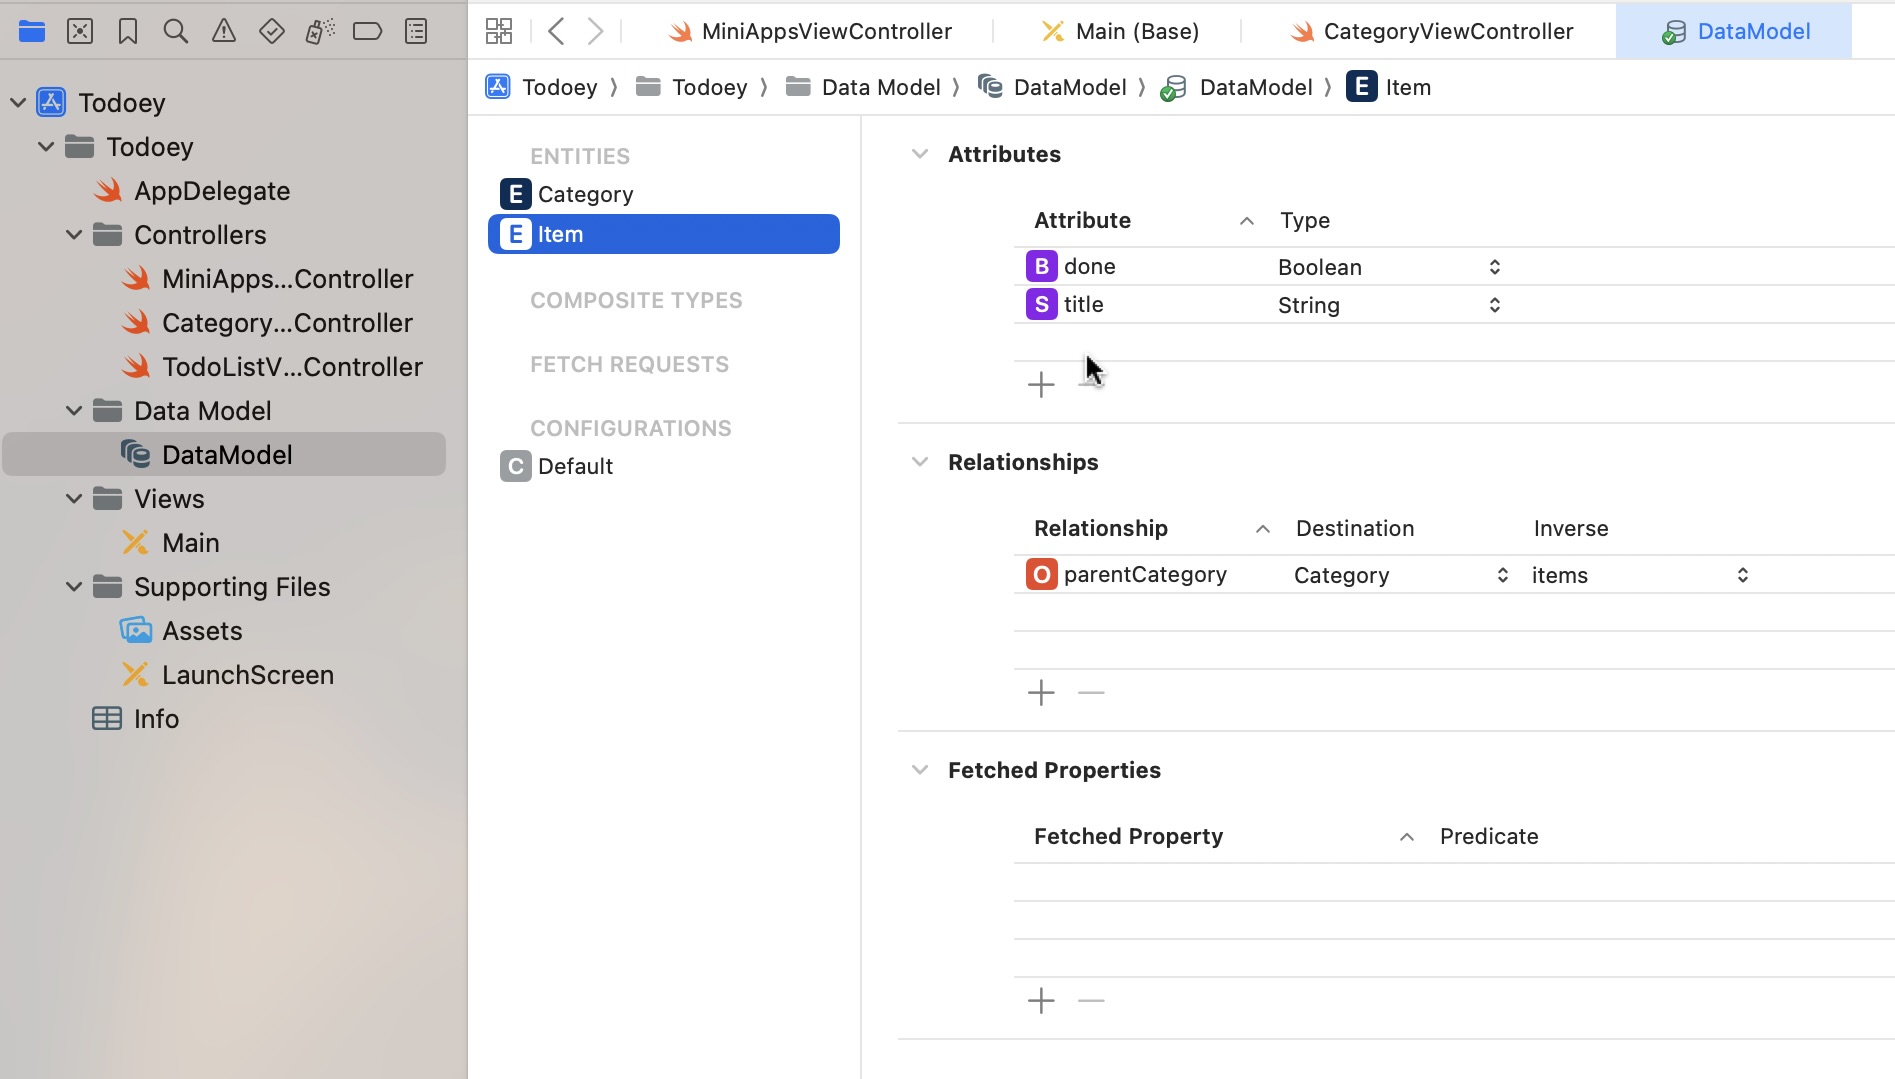 MiniAppsViewController
Main (Base)
CategoryViewController
DataModel
Todoey
Todoey
Data Model
DataModel
DataModel
E Item
Todoey
Todoey
AppDelegate
Controllers
MiniApps...Controller
Category...Controller
TodoListV...Controller
Data Model
DataModel
Views
Main
Supporting Files
Assets
LaunchScreen
Info
ENTITIES
E Category
E Item
COMPOSITE TYPES
FETCH REQUESTS
CONFIGURATIONS
C Default
Attributes
Attribute Type
B done Boolean
S title String
Relationships
Relationship Destination Inverse
O parentCategory Category items
Fetched Properties
Fetched Property Predicate